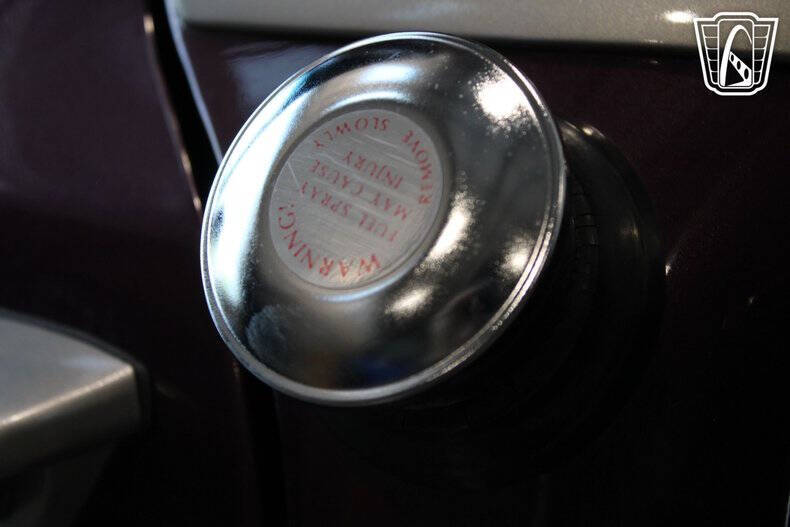 WARNING!
FUEL SPRAY
MAY CAUSE
INJURY
REMOVE SLOWLY